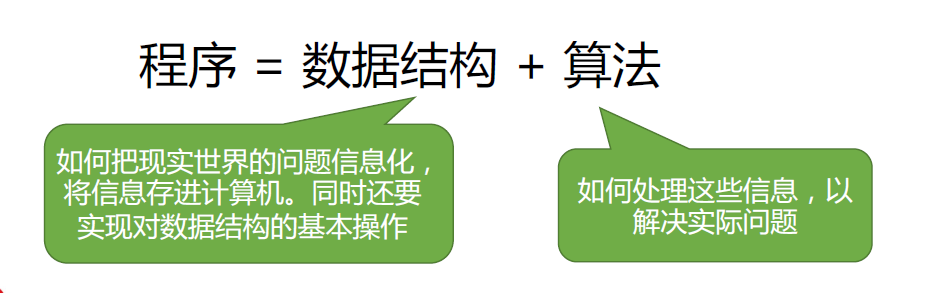 程序 = 数据结构 + 算法
如何把现实世界的问题信息化，
将信息存进计算机。同时还要
实现对数据结构的基本操作
如何处理这些信息，以
解决实际问题